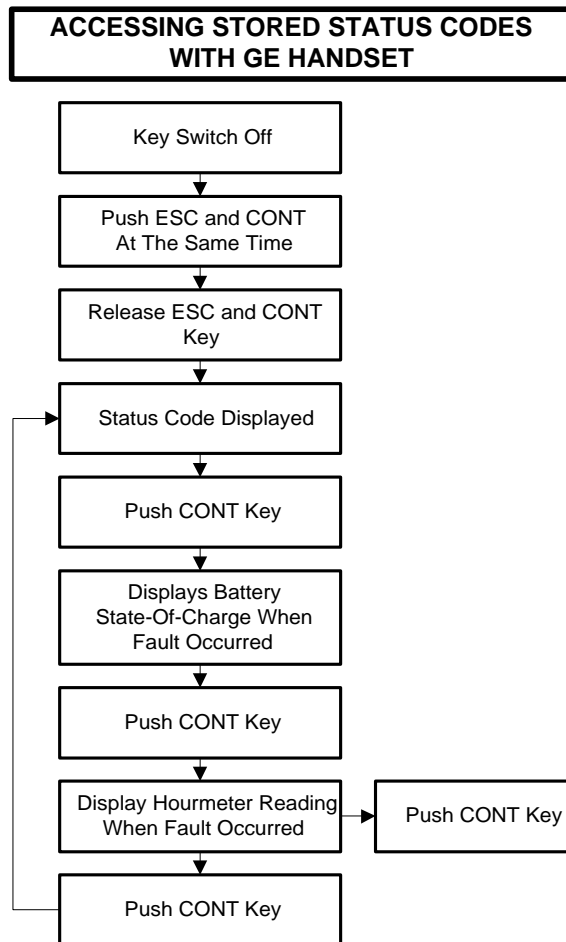 ACCESSING STORED STATUS CODES
WITH GE HANDSET
Key Switch Off
Push ESC and CONT
At The Same Time
Release ESC and CONT
Key
Status Code Displayed
Push CONT Key
Displays Battery
State-Of-Charge When
Fault Occurred
Push CONT Key
Display Hourmeter Reading
When Fault Occurred
Push CONT Key
Push CONT Key